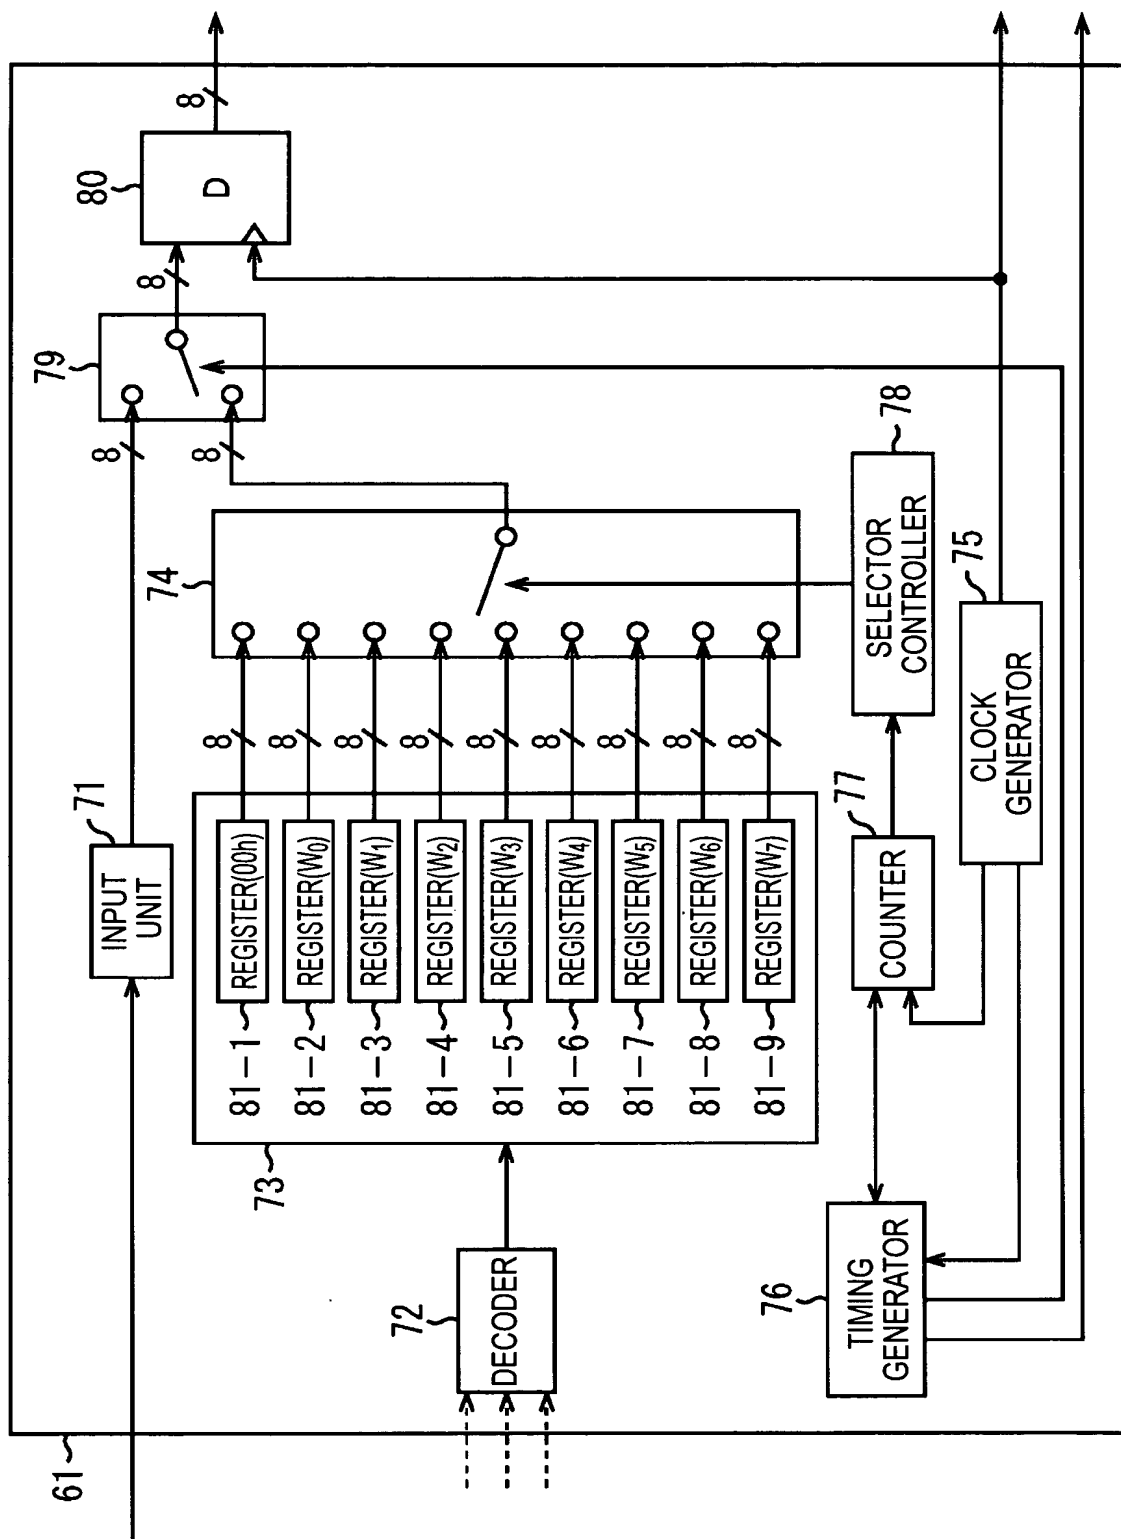 61
INPUT
UNIT
71
8
79
8
80
D
8
8
73
81-1
REGISTER(00h)
8
81-2
REGISTER(W0)
8
81-3
REGISTER(W1)
8
81-4
REGISTER(W2)
8
81-5
REGISTER(W3)
8
81-6
REGISTER(W4)
8
81-7
REGISTER(W5)
8
81-8
REGISTER(W6)
8
81-9
REGISTER(W7)
8
74
72
DECODER
76
TIMING
GENERATOR
77
COUNTER
78
SELECTOR
CONTROLLER
75
CLOCK
GENERATOR